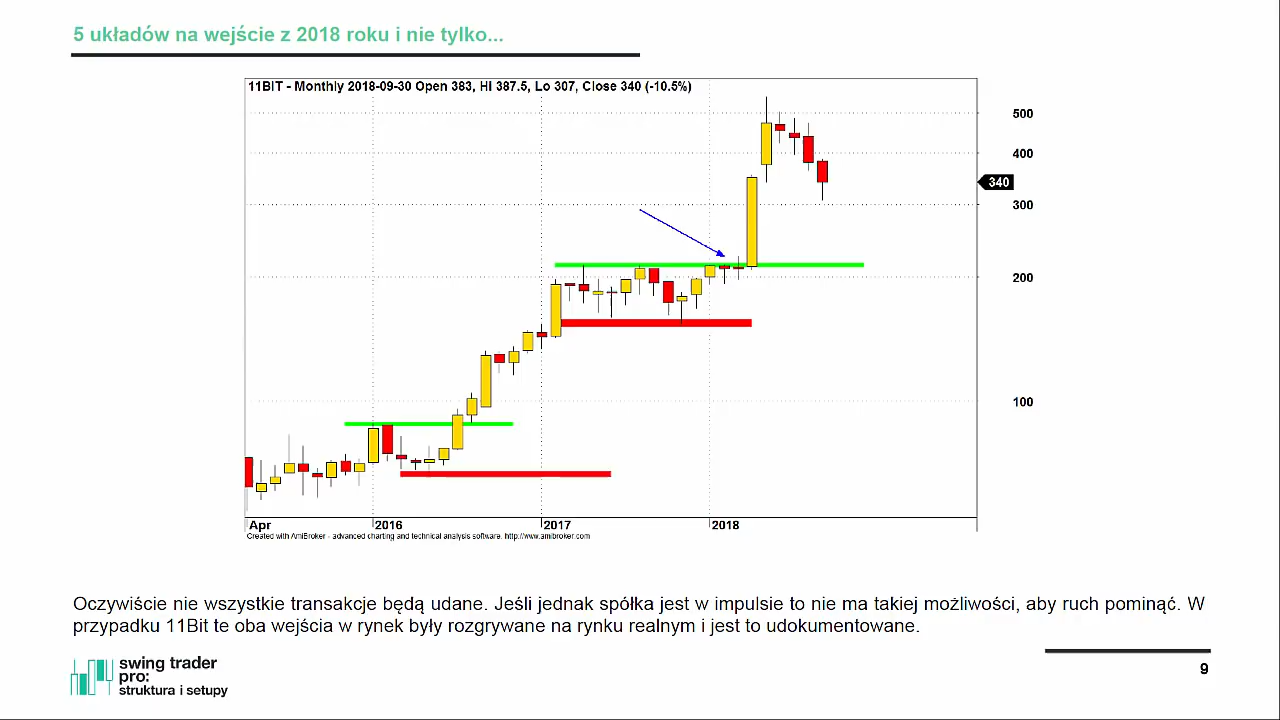 5 układów na wejście z 2018 roku i nie tylko...
11BIT - Monthly 2018-09-30 Open 383, Hi 387.5, Lo 307, Close 340 (-10.5%)
500
400
340
300
200
100
Apr 2016 2017 2018
Created with AmiBroker - advanced charting and technical analysis software. http://www.amibroker.com
Oczywiście nie wszystkie transakcje będą udane. Jeśli jednak spółka jest w impulsie to nie ma takiej możliwości, aby ruch pominąć. W
przypadku 11Bit te oba wejścia w rynek były rozgrywane na rynku realnym i jest to udokumentowane.
swing trader
pro:
struktura i setupy
9